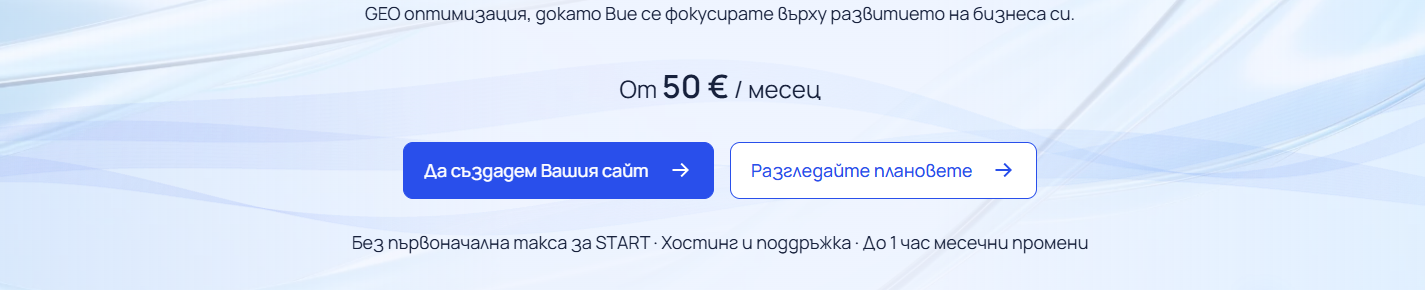 GEO оптимизация, докато Вие се фокусирате върху развитието на бизнеса си.
От 50 € / месец
Да създадем Вашия сайт →
Разгледайте плановете →
Без първоначална такса за START · Хостинг и поддръжка · До 1 час месечни промени